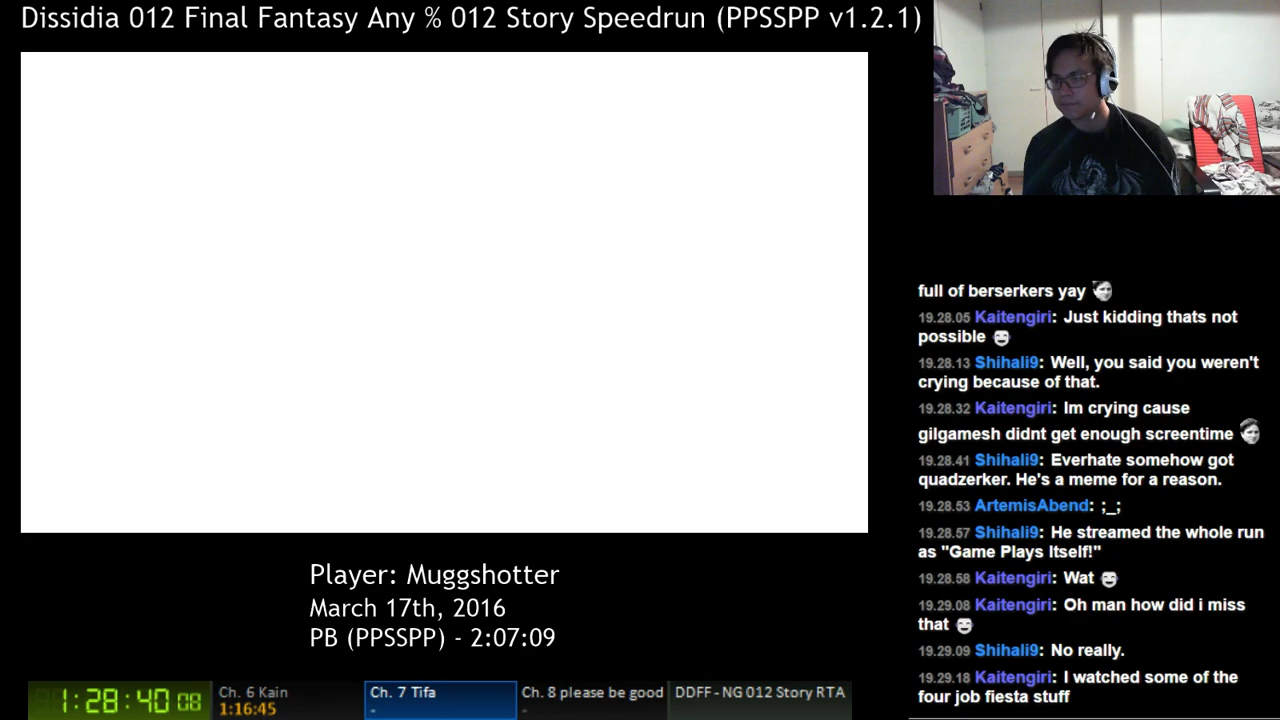 Dissidia 012 Final Fantasy Any % 012 Story Speedrun (PPSSPP v1.2.1)
full of berserkers yay
19.28.05 Kaitengiri: Just kidding thats not
possible
19.28.13 Shihali9: Well, you said you weren't
crying because of that.
19.28.32 Kaitengiri: Im crying cause
gilgamesh didnt get enough screentime
19.28.41 Shihali9: Everhate somehow got
quadzerker. He's a meme for a reason.
19.28.53 ArtemisAbend: ;_;
19.28.57 Shihali9: He streamed the whole run
as "Game Plays Itself!"
19.28.58 Kaitengiri: Wat
19.29.08 Kaitengiri: Oh man how did i miss
that
19.29.09 Shihali9: No really.
19.29.18 Kaitengiri: I watched some of the
four job fiesta stuff
Player: Muggshotter
March 17th, 2016
PB (PPSSPP) - 2:07:09
1:28:40 08
Ch. 6 Kain
1:16:45
Ch. 7 Tifa
-
Ch. 8 please be good
-
DDFF - NG 012 Story RTA